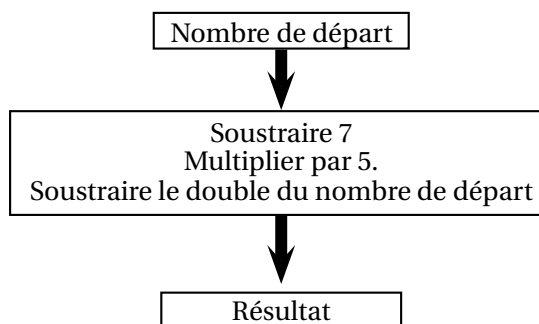 Nombre de départ
Soustraire 7
Multiplier par 5.
Soustraire le double du nombre de départ
Résultat